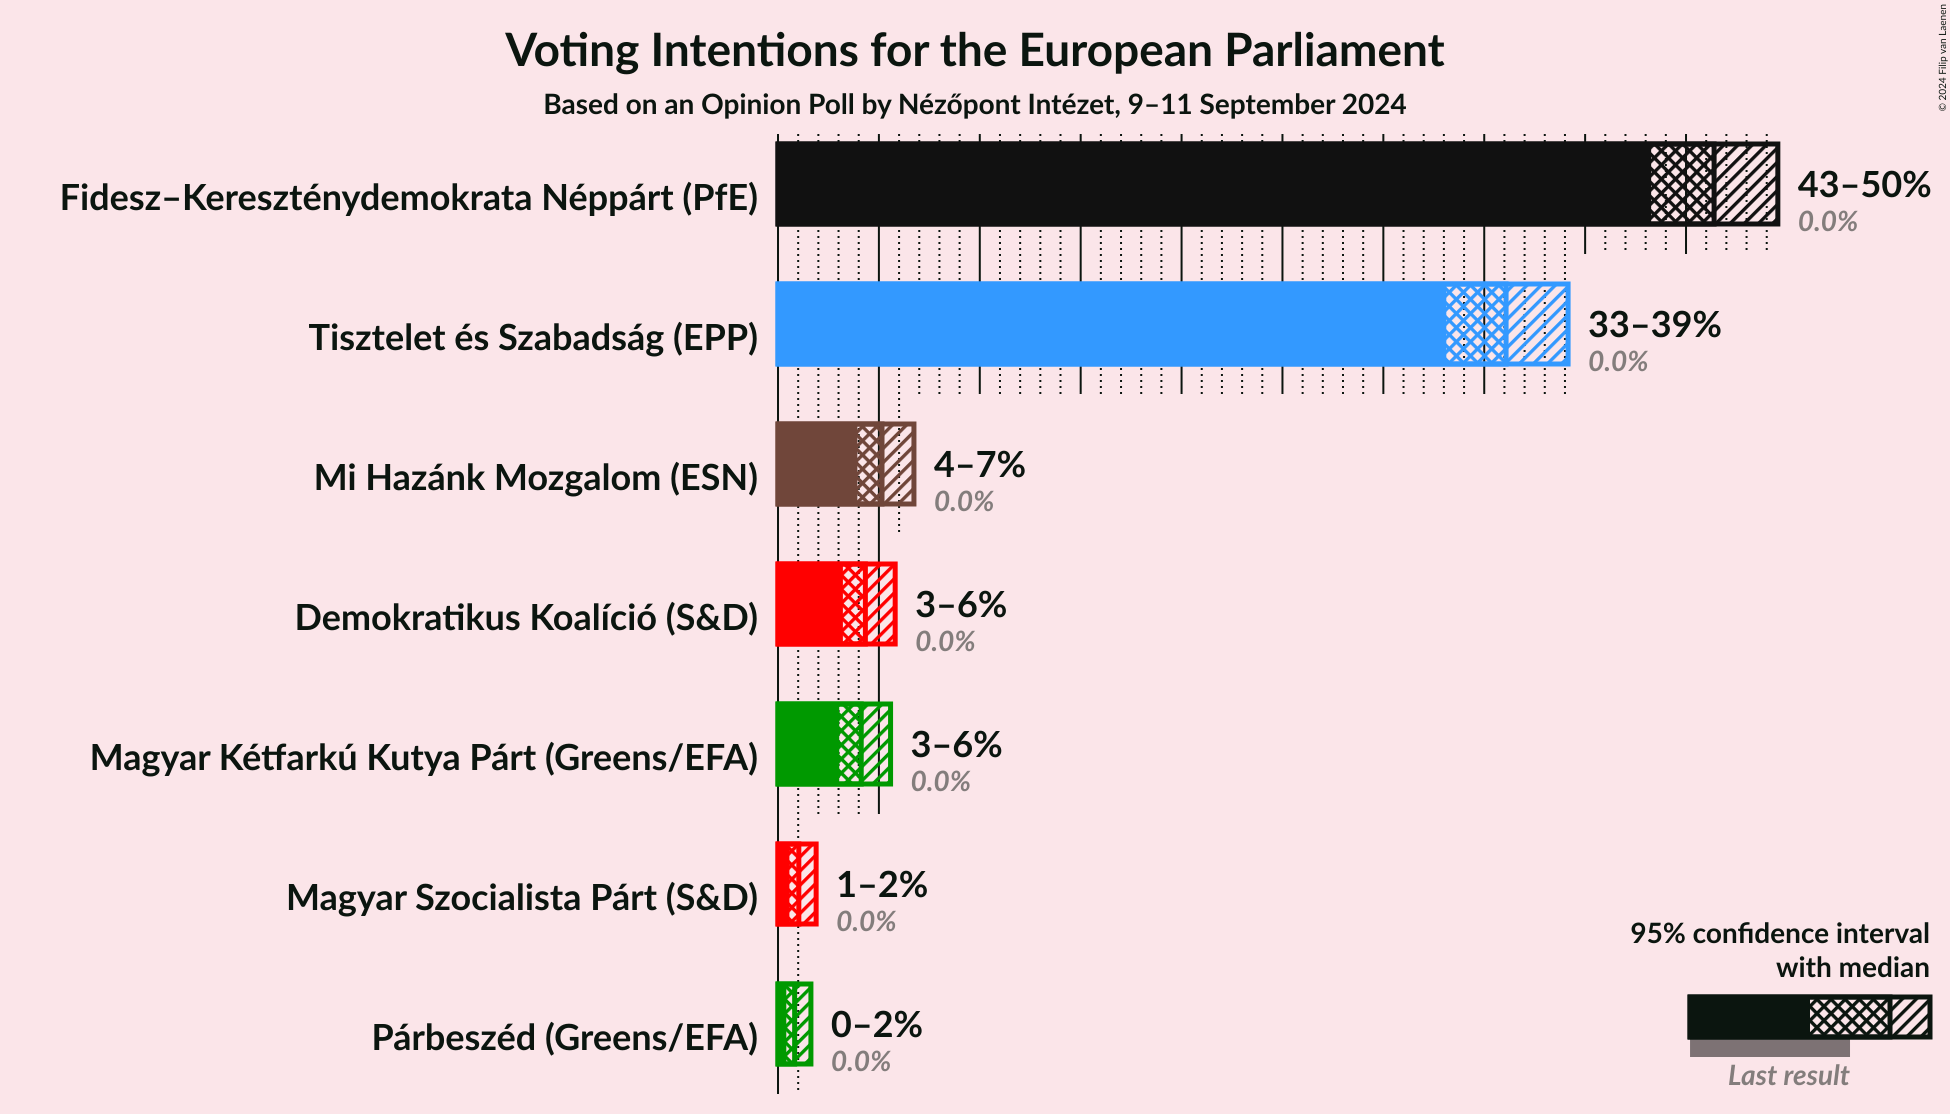 © 2024 Filip van Laenen
Voting Intentions for the European Parliament
Based on an Opinion Poll by Nézőpont Intézet, 9–11 September 2024
Fidesz–Kereszténydemokrata Néppárt (PfE)
43–50%
0.0%
Tisztelet és Szabadság (EPP)
33–39%
0.0%
Mi Hazánk Mozgalom (ESN)
4–7%
0.0%
Demokratikus Koalíció (S&D)
3–6%
0.0%
Magyar Kétfarkú Kutya Párt (Greens/EFA)
3–6%
0.0%
Magyar Szocialista Párt (S&D)
1–2%
0.0%
Párbeszéd (Greens/EFA)
0–2%
0.0%
95% confidence interval
with median
Last result